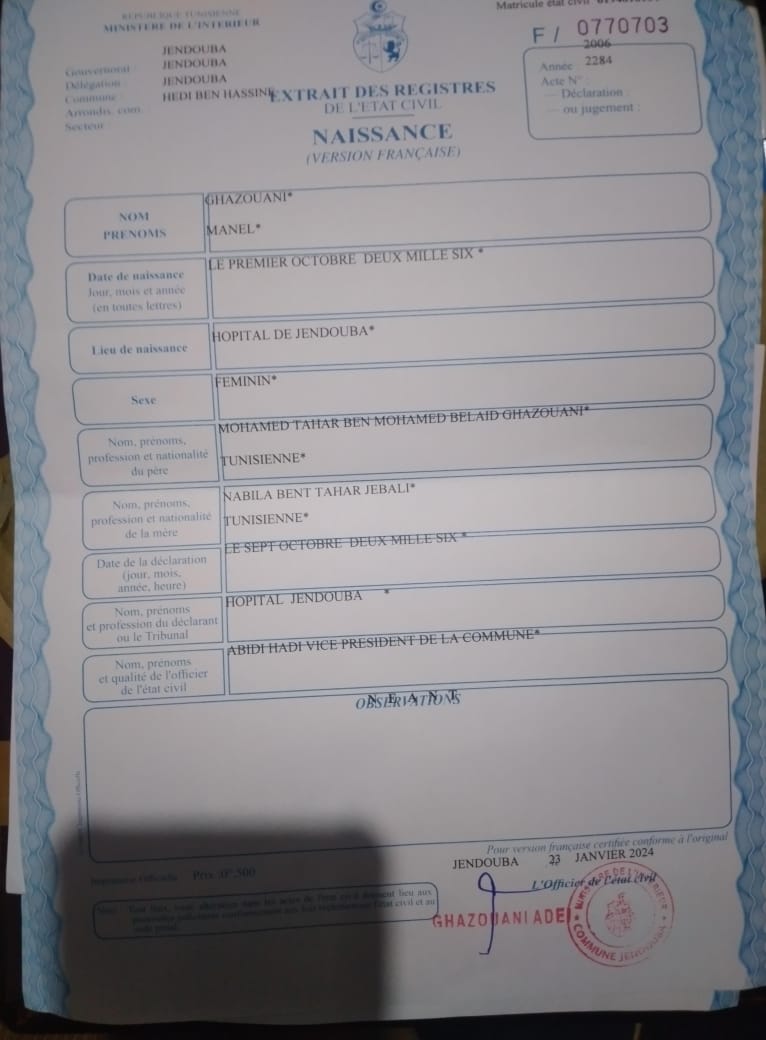 REPUBLIQUE TUNISIENNE
MINISTERE DE L'INTERIEUR
Gouvernorat : JENDOUBA
Délégation : JENDOUBA
Commune : JENDOUBA
Arrondis. com. : HEDI BEN HASSINE
Secteur :
EXTRAIT DES REGISTRES
DE L'ETAT CIVIL
NAISSANCE
(VERSION FRANÇAISE)
Matricule état civil
F / 0770703
Année : 2006
Acte N° : 2284
— Déclaration :
— ou jugement :
NOM GHAZOUANI*
PRENOMS MANEL*
Date de naissance
Jour, mois et année
(en toutes lettres)
LE PREMIER OCTOBRE DEUX MILLE SIX *
Lieu de naissance
HOPITAL DE JENDOUBA*
Sexe
FEMININ*
Nom, prénoms,
profession et nationalité
du père
MOHAMED TAHAR BEN MOHAMED BELAID GHAZOUANI*
TUNISIENNE*
Nom, prénoms,
profession et nationalité
de la mère
NABILA BENT TAHAR JEBALI*
TUNISIENNE*
Date de la déclaration
(jour, mois,
année, heure)
LE SEPT OCTOBRE DEUX MILLE SIX *
Nom, prénoms
et profession du déclarant
ou le Tribunal
HOPITAL JENDOUBA *
Nom, prénoms
et qualité de l'officier
de l'état civil
ABIDI HADI VICE PRESIDENT DE LA COMMUNE*
OBSERVATIONS
N E A N T
Pour version française certifiée conforme à l'original
JENDOUBA 23 JANVIER 2024
L'Officier de l'état civil
Imprimerie Officielle Prix : 0ᴰ,500
GHAZOUANI ADEL
MINISTERE DE L'INTERIEUR
COMMUNE JENDOUBA